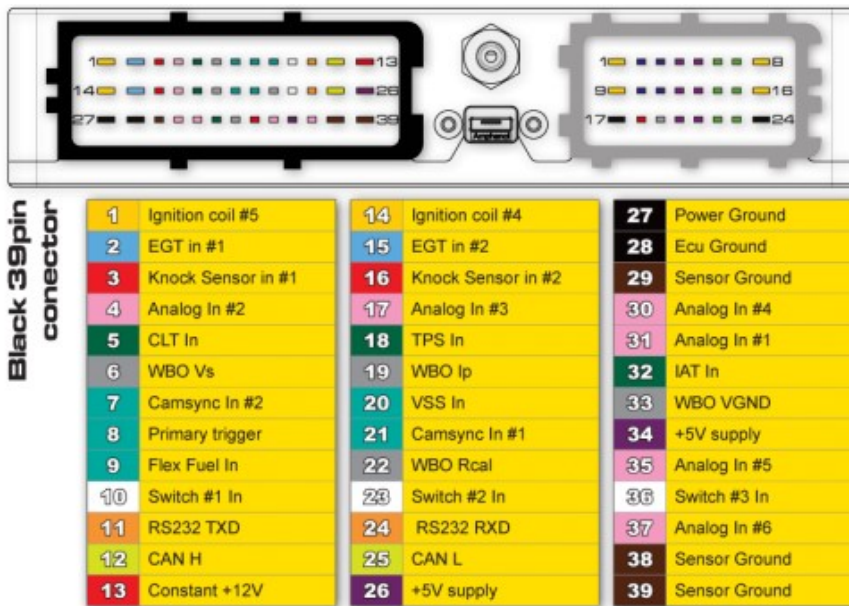 1 13 1 8
14 26 9 16
27 39 17 24
Black 39pin
conector
1 Ignition coil #5 14 Ignition coil #4 27 Power Ground
2 EGT in #1 15 EGT in #2 28 Ecu Ground
3 Knock Sensor in #1 16 Knock Sensor in #2 29 Sensor Ground
4 Analog In #2 17 Analog In #3 30 Analog In #4
5 CLT In 18 TPS In 31 Analog In #1
6 WBO Vs 19 WBO Ip 32 IAT In
7 Camsync In #2 20 VSS In 33 WBO VGND
8 Primary trigger 21 Camsync In #1 34 +5V supply
9 Flex Fuel In 22 WBO Rcal 35 Analog In #5
10 Switch #1 In 23 Switch #2 In 36 Switch #3 In
11 RS232 TXD 24 RS232 RXD 37 Analog In #6
12 CAN H 25 CAN L 38 Sensor Ground
13 Constant +12V 26 +5V supply 39 Sensor Ground